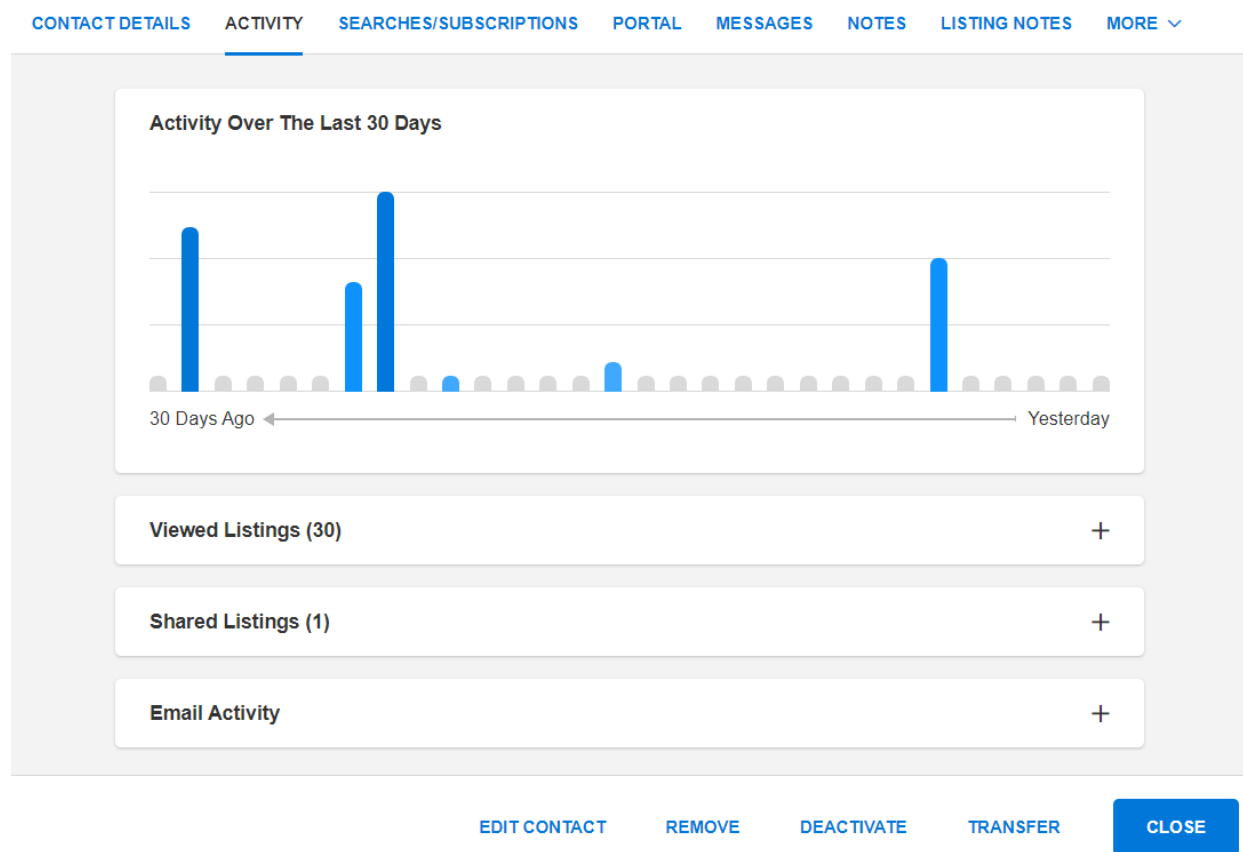 CONTACT DETAILS ACTIVITY SEARCHES/SUBSCRIPTIONS PORTAL MESSAGES NOTES LISTING NOTES MORE
Activity Over The Last 30 Days
30 Days Ago Yesterday
Viewed Listings (30)
Shared Listings (1)
Email Activity
EDIT CONTACT REMOVE DEACTIVATE TRANSFER CLOSE